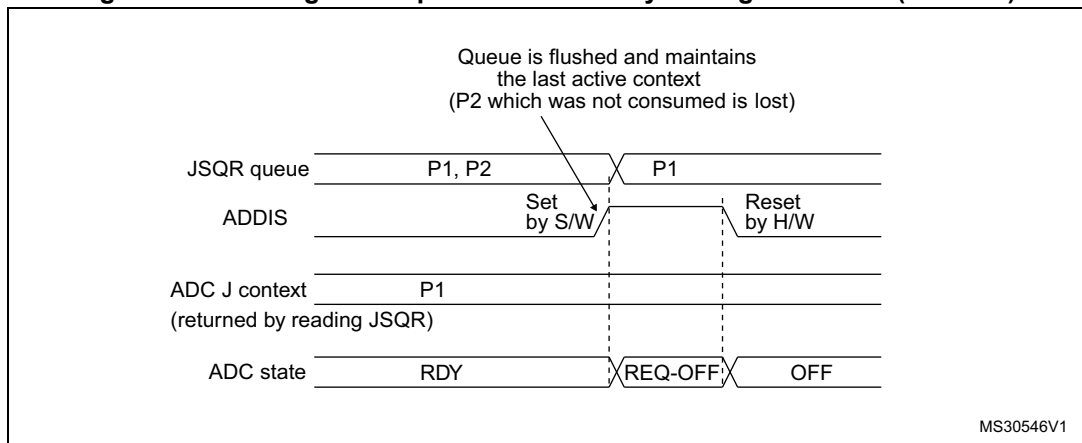 Queue is flushed and maintains
the last active context
(P2 which was not consumed is lost)
JSQR queue
P1, P2
P1
ADDIS
Set
by S/W
Reset
by H/W
ADC J context
(returned by reading JSQR)
P1
ADC state
RDY
REQ-OFF
OFF
MS30546V1